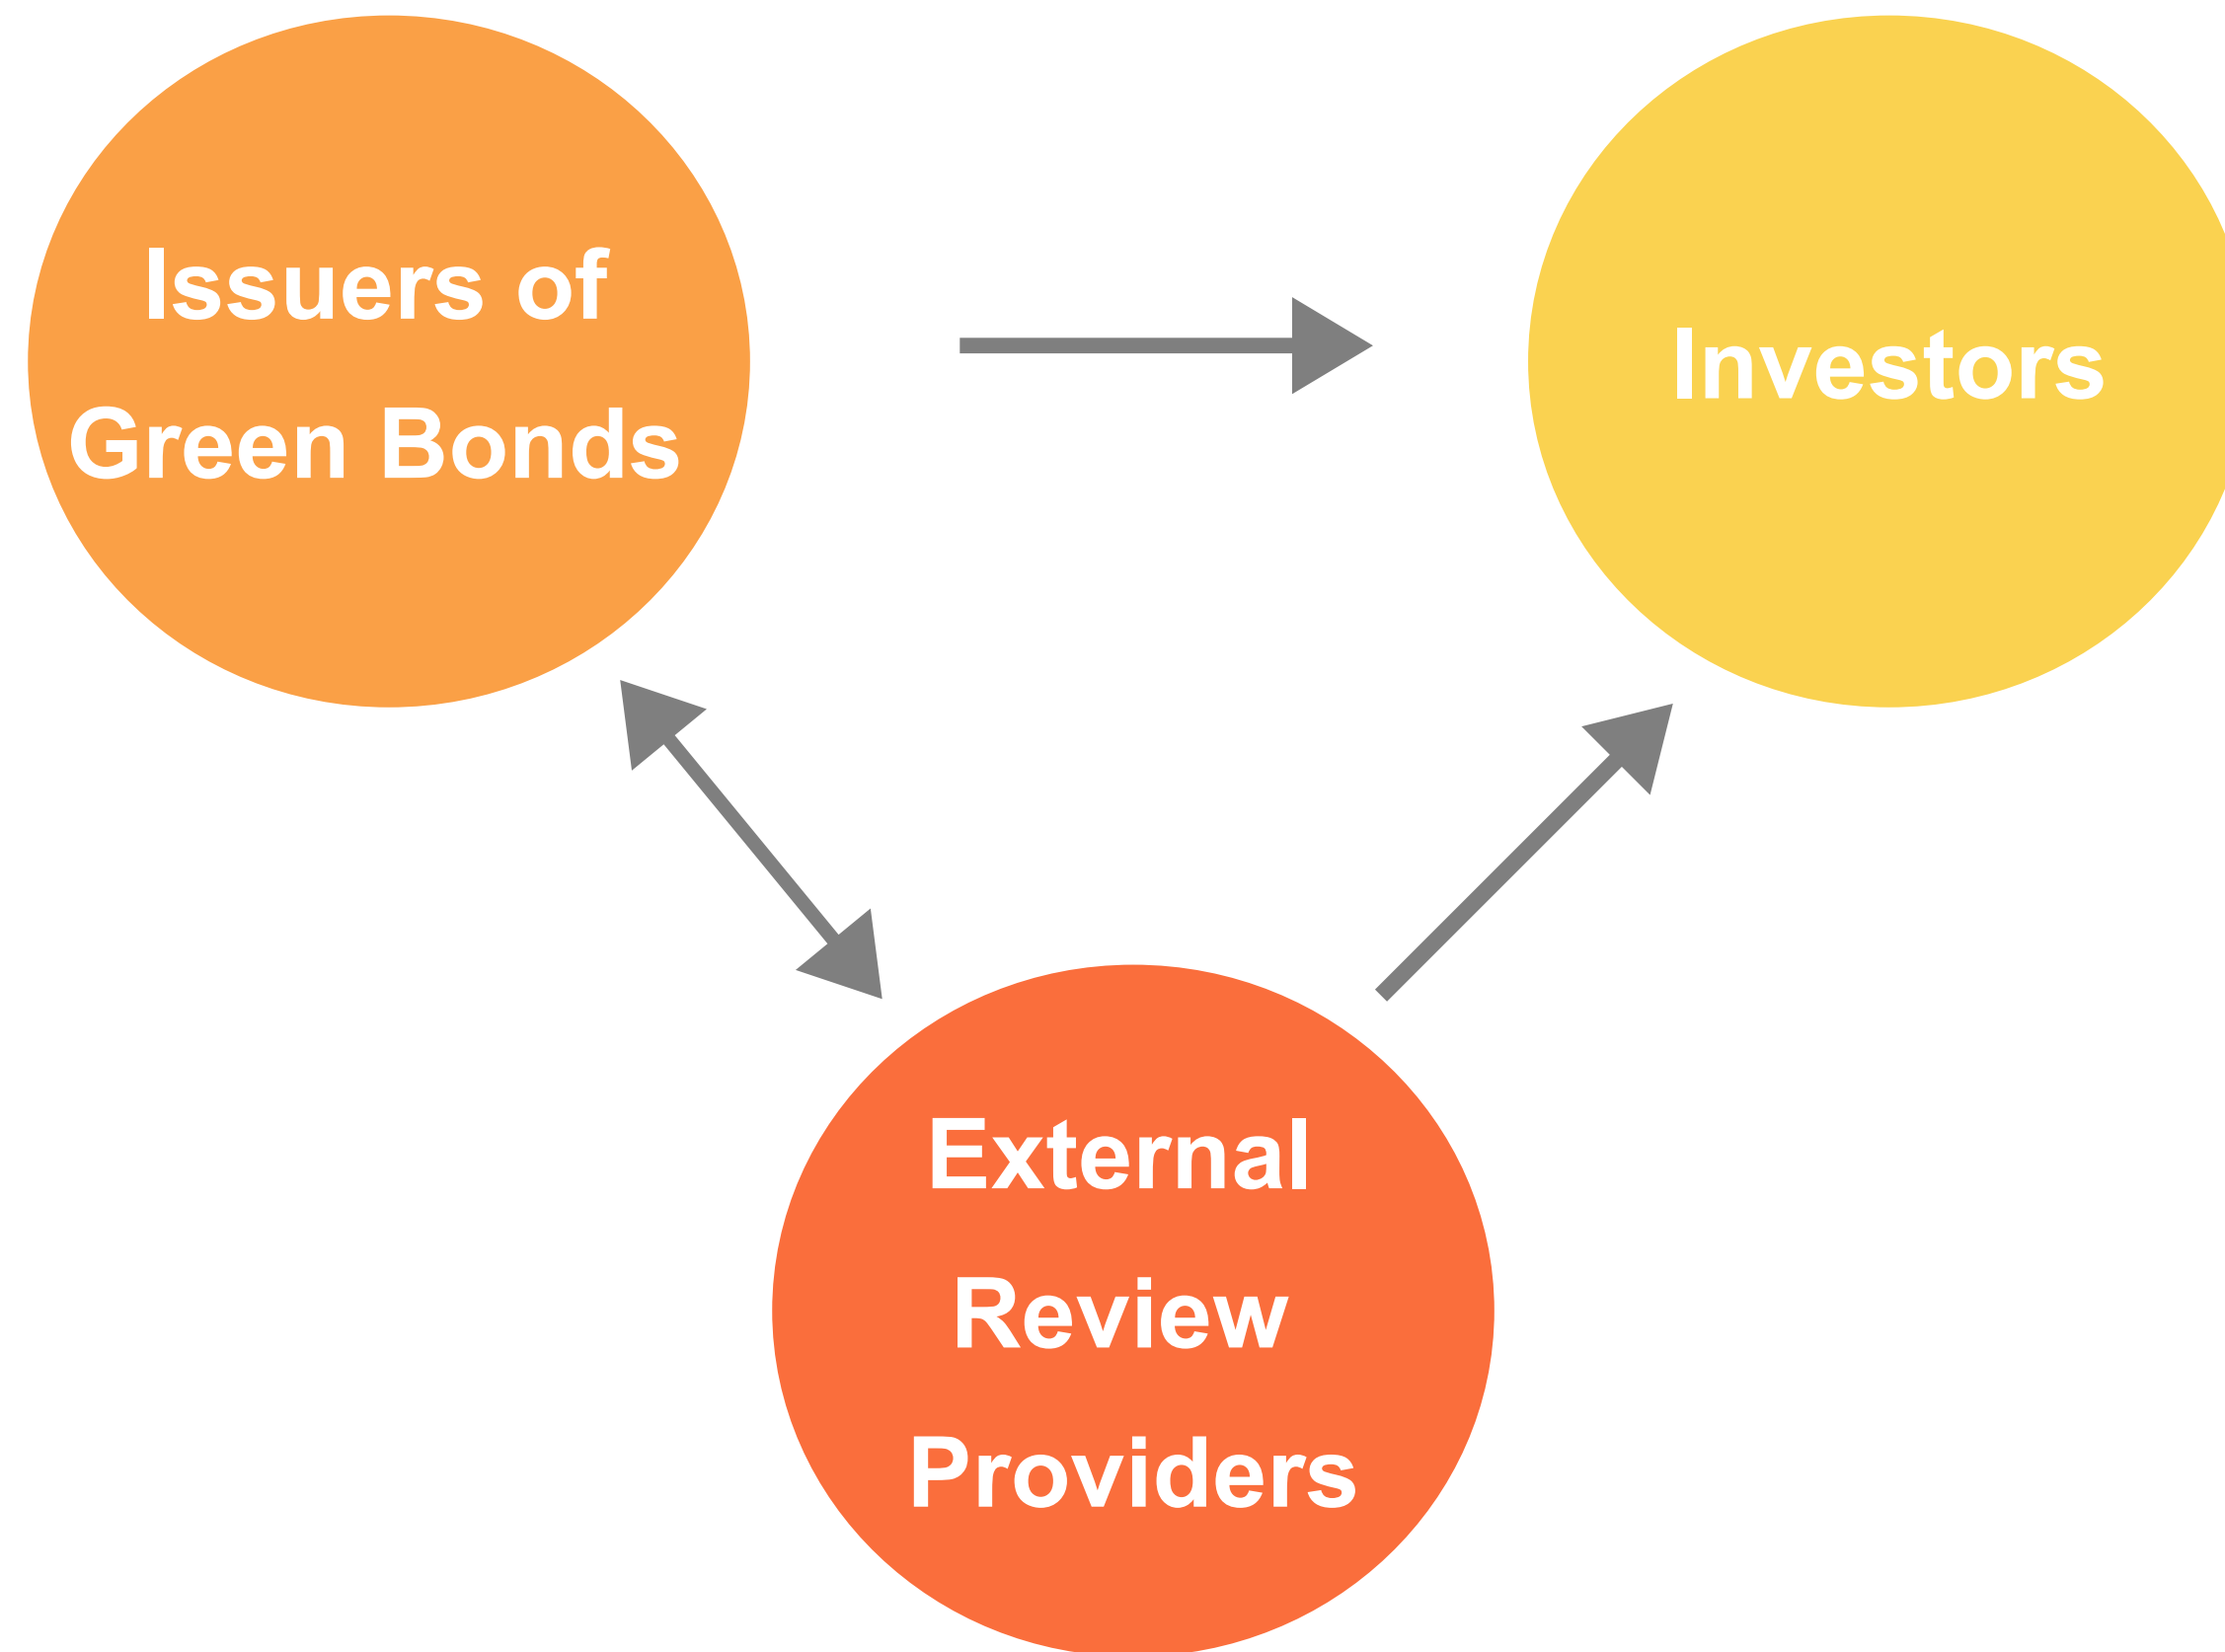 Issuers of
Green Bonds
Investors
External
Review
Providers